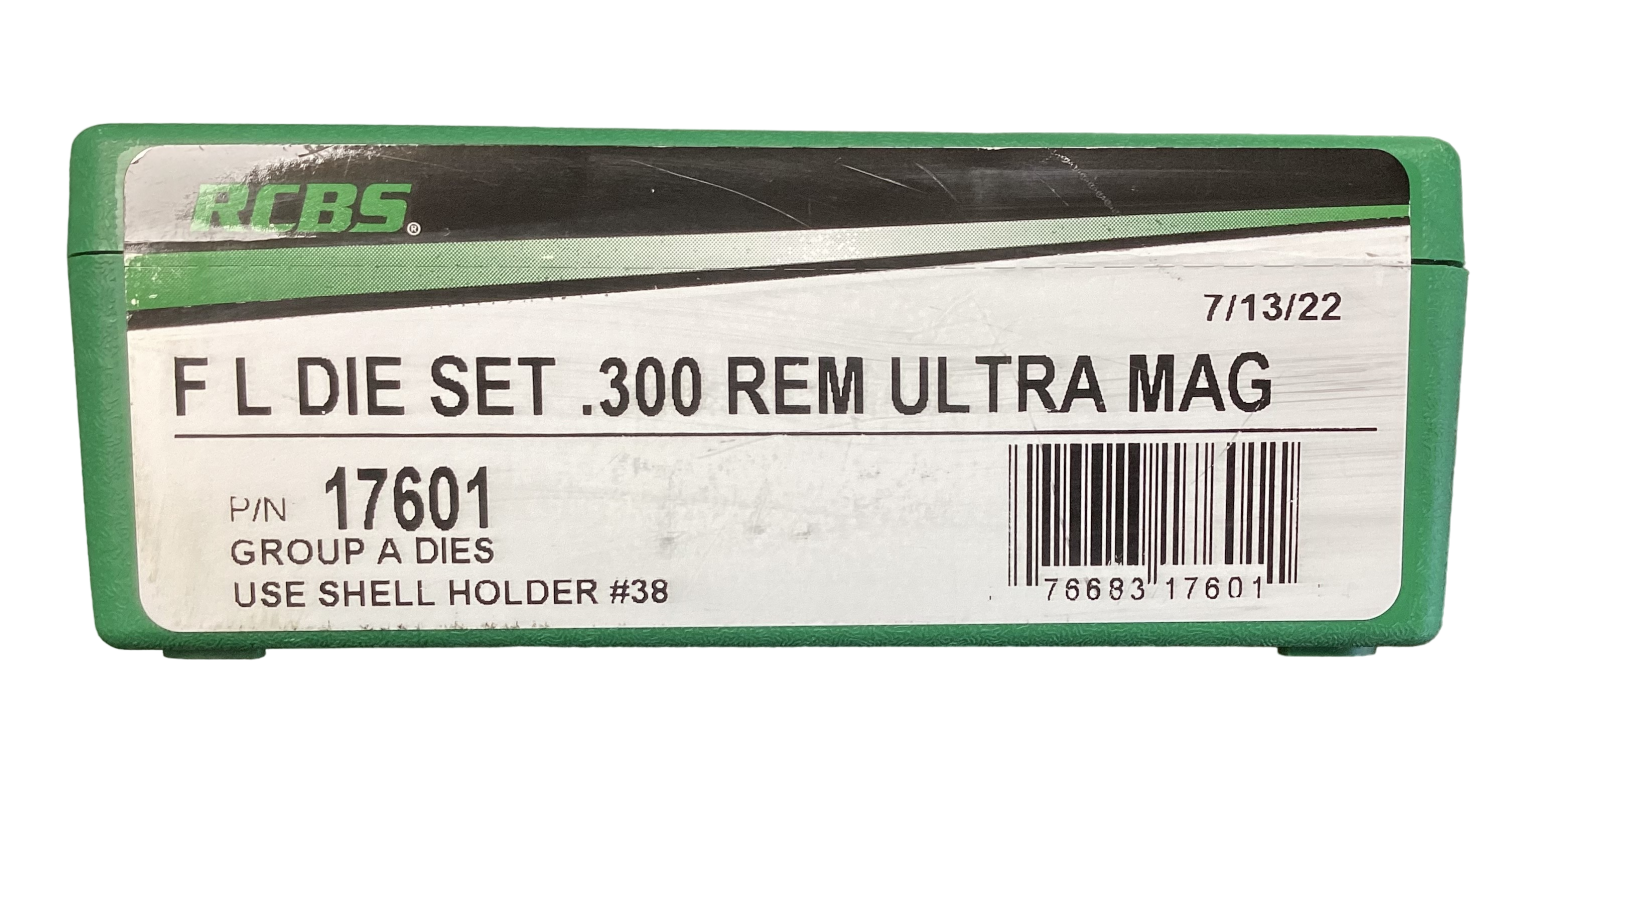 RCBS®
7/13/22
F L DIE SET .300 REM ULTRA MAG
P/N 17601
GROUP A DIES
USE SHELL HOLDER #38
76683 17601